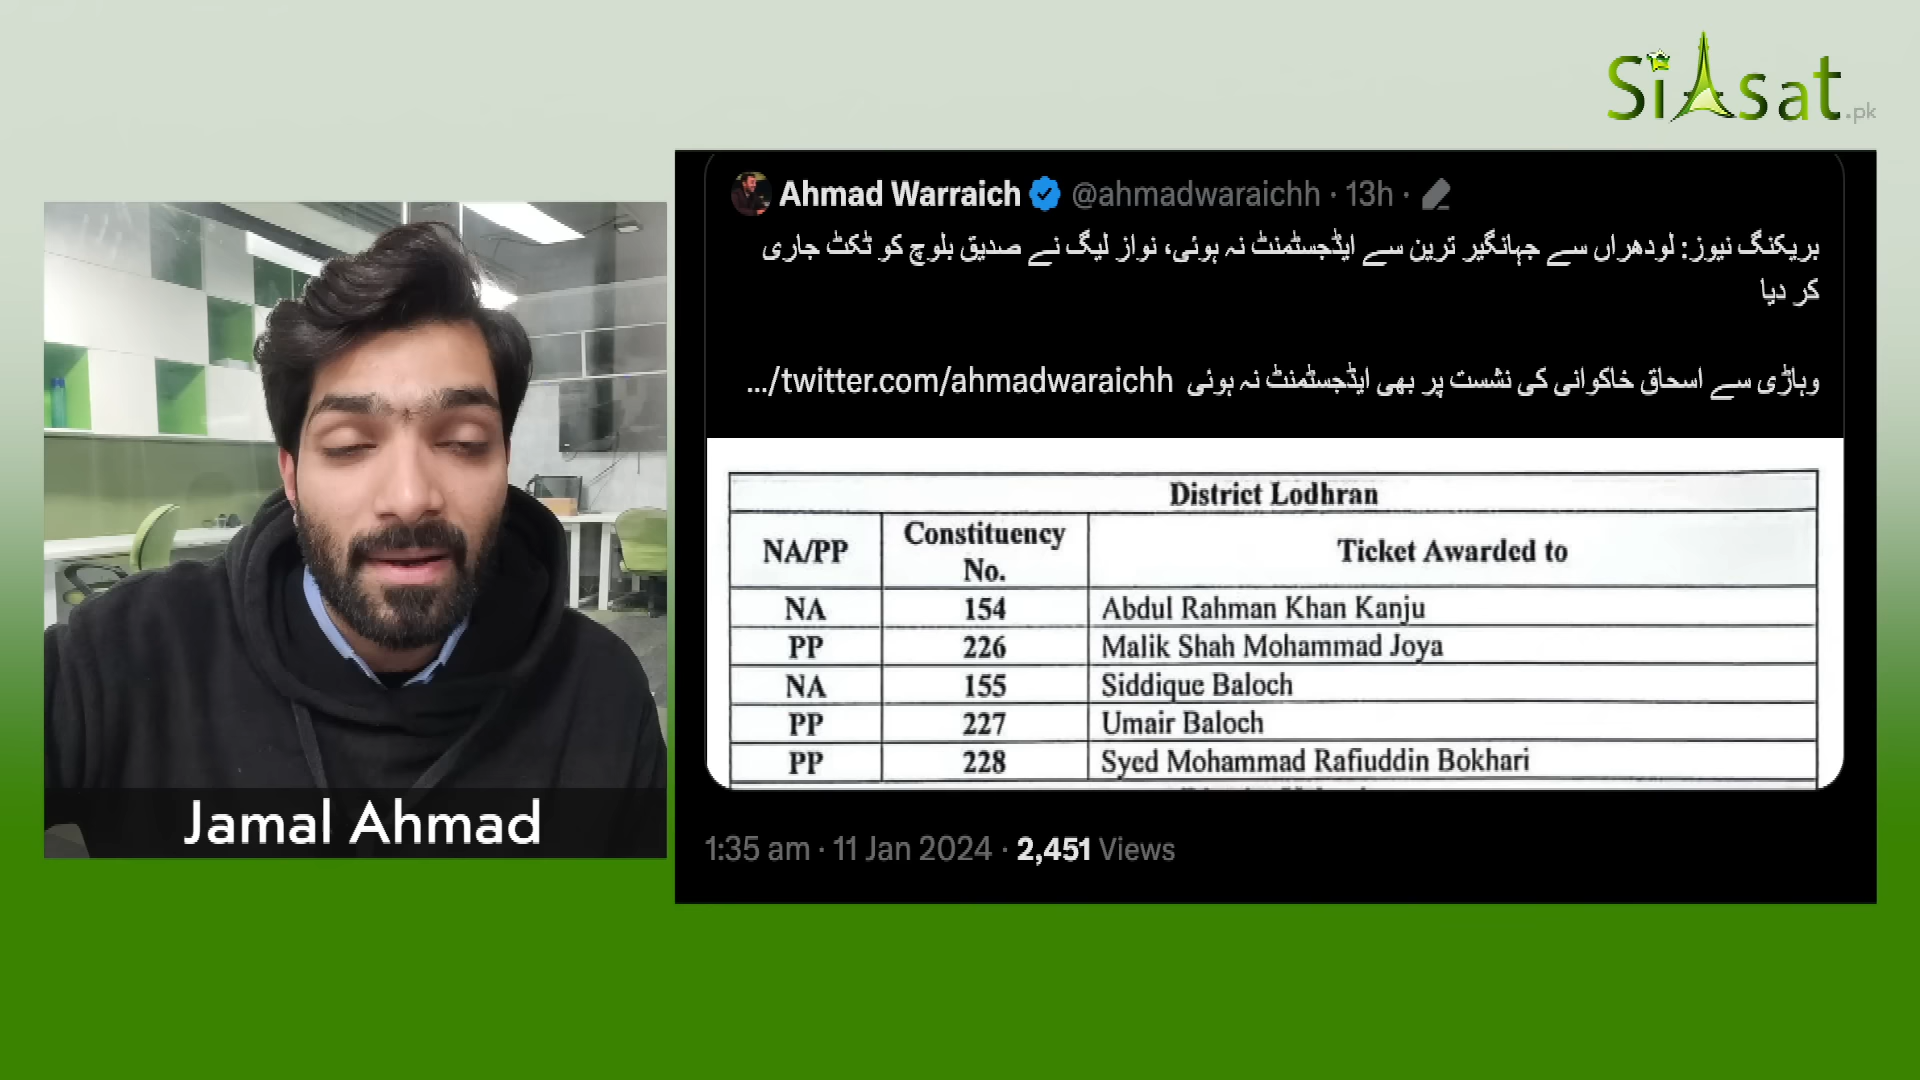 SiAsat.pk
Ahmad Warraich @ahmadwaraichh · 13h ·
بریکنگ نیوز: لودھراں سے جہانگیر ترین سے ایڈجسٹمنٹ نہ ہوئی، نواز لیگ نے صدیق بلوچ کو ٹکٹ جاری
کر دیا
وہاڑی سے اسحاق خاکوانی کی نشست پر بھی ایڈجسٹمنٹ نہ ہوئی twitter.com/ahmadwaraichh/…
District Lodhran
NA/PP Constituency No. Ticket Awarded to
NA 154 Abdul Rahman Khan Kanju
PP 226 Malik Shah Mohammad Joya
NA 155 Siddique Baloch
PP 227 Umair Baloch
PP 228 Syed Mohammad Rafiuddin Bokhari
1:35 am · 11 Jan 2024 · 2,451 Views
Jamal Ahmad